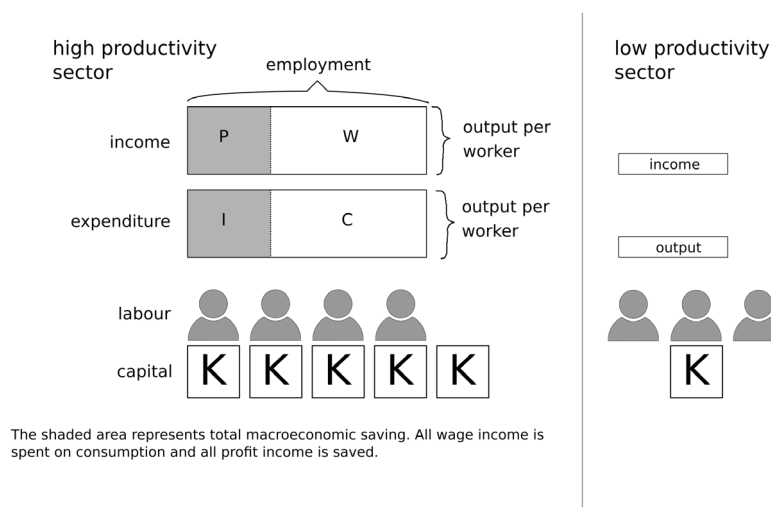 high productivity
sector
employment
income
P
W
output per
worker
expenditure
I
C
output per
worker
labour
capital
K K K K K
The shaded area represents total macroeconomic saving. All wage income is
spent on consumption and all profit income is saved.
low productivity
sector
income
output
K